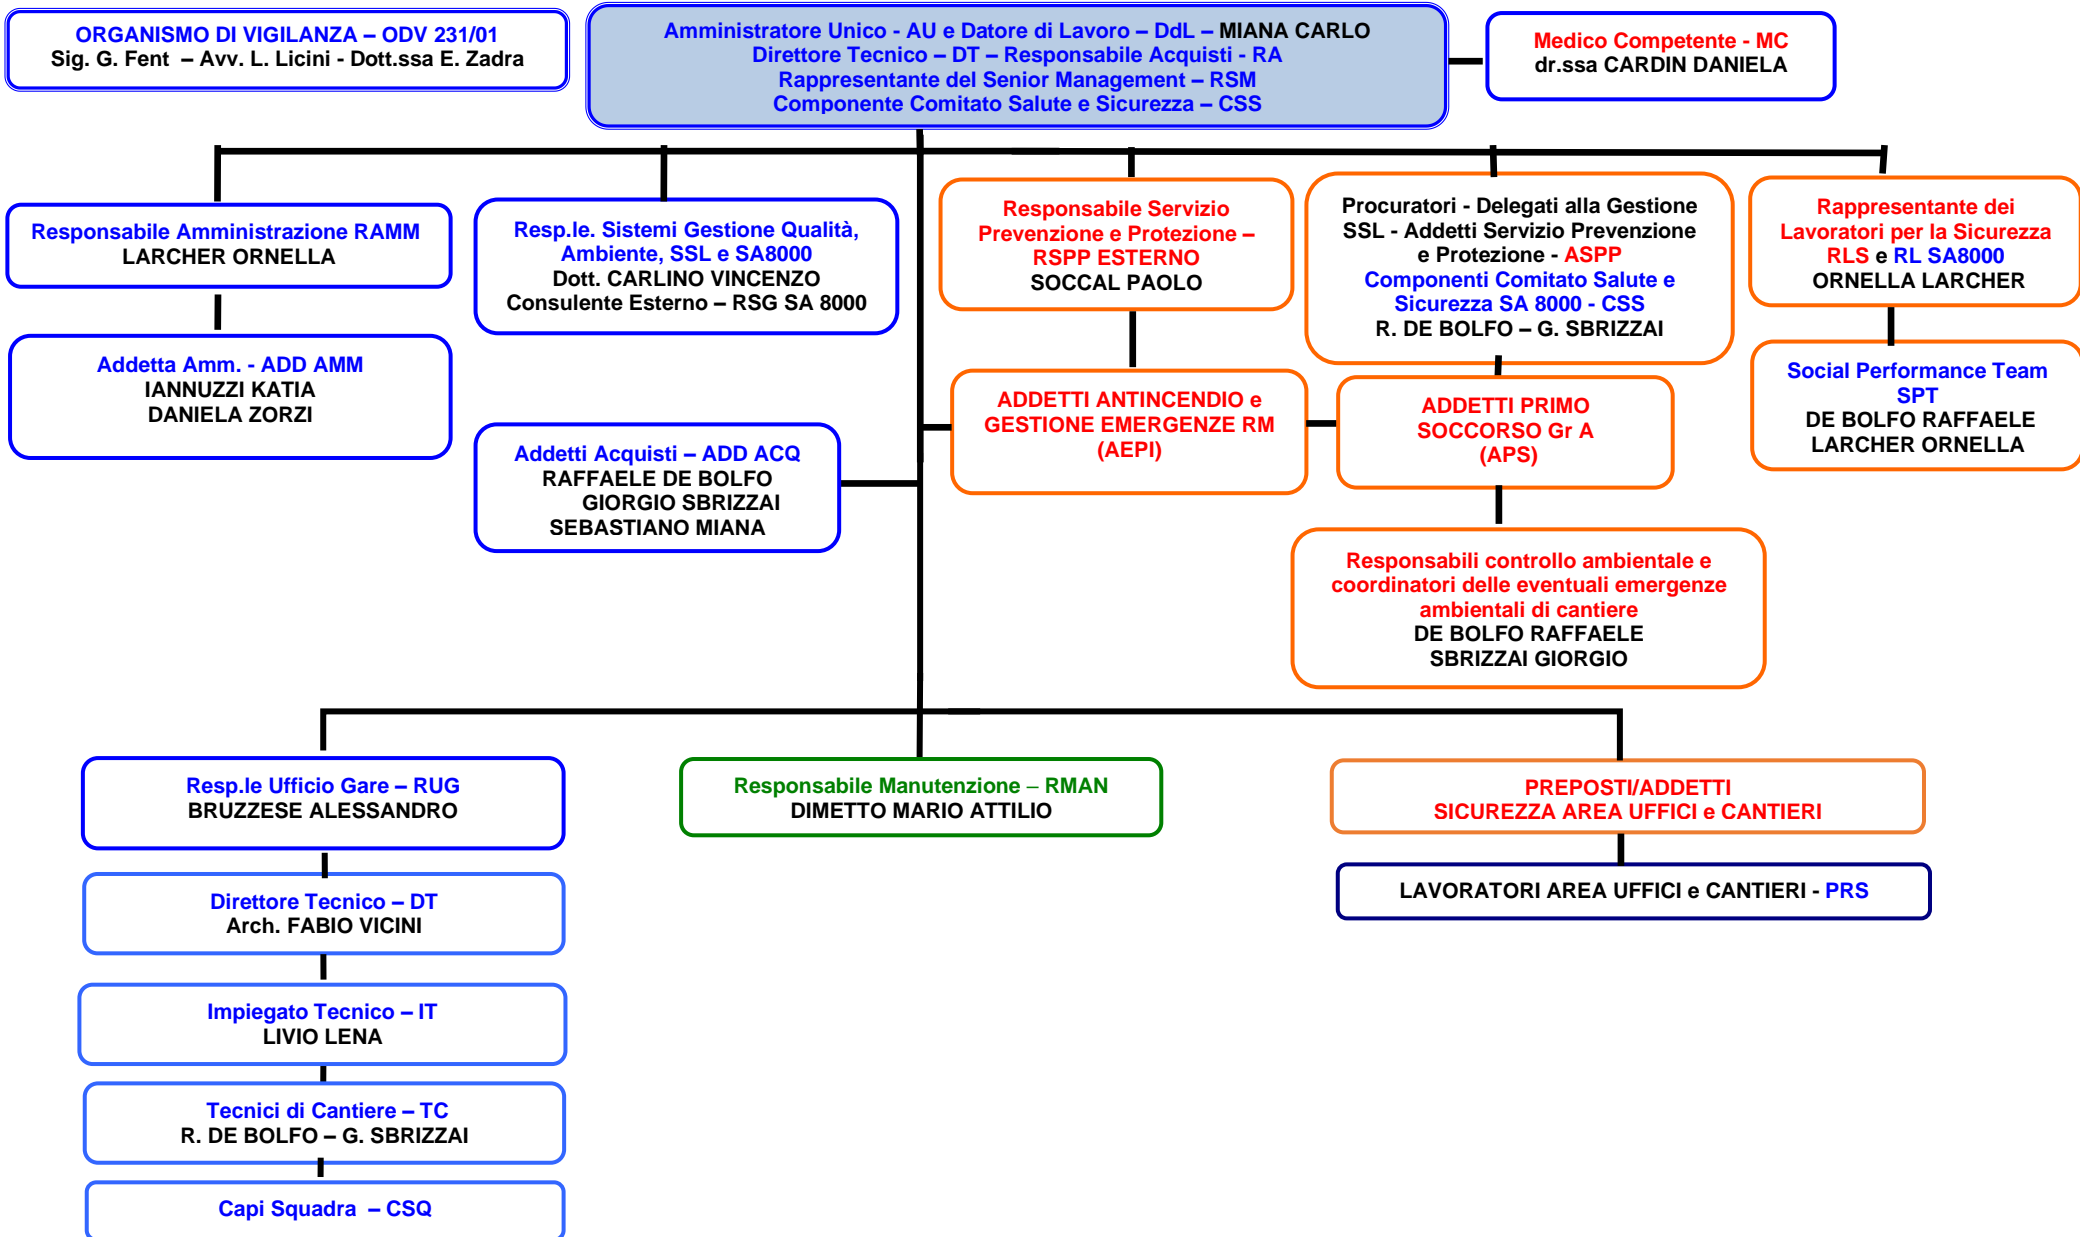 ORGANISMO DI VIGILANZA – ODV 231/01
Sig. G. Fent – Avv. L. Licini - Dott.ssa E. Zadra
Amministratore Unico - AU e Datore di Lavoro – DdL – MIANA CARLO
Direttore Tecnico – DT – Responsabile Acquisti - RA
Rappresentante del Senior Management – RSM
Componente Comitato Salute e Sicurezza – CSS
Medico Competente - MC
dr.ssa CARDIN DANIELA
Responsabile Amministrazione RAMM
LARCHER ORNELLA
Resp.le. Sistemi Gestione Qualità,
Ambiente, SSL e SA8000
Dott. CARLINO VINCENZO
Consulente Esterno – RSG SA 8000
Responsabile Servizio
Prevenzione e Protezione –
RSPP ESTERNO
SOCCAL PAOLO
Procuratori - Delegati alla Gestione
SSL - Addetti Servizio Prevenzione
e Protezione - ASPP
Componenti Comitato Salute e
Sicurezza SA 8000 - CSS
R. DE BOLFO – G. SBRIZZAI
Rappresentante dei
Lavoratori per la Sicurezza
RLS e RL SA8000
ORNELLA LARCHER
Addetta Amm. - ADD AMM
IANNUZZI KATIA
DANIELA ZORZI
Addetti Acquisti – ADD ACQ
RAFFAELE DE BOLFO
GIORGIO SBRIZZAI
SEBASTIANO MIANA
ADDETTI ANTINCENDIO e
GESTIONE EMERGENZE RM
(AEPI)
ADDETTI PRIMO
SOCCORSO Gr A
(APS)
Social Performance Team
SPT
DE BOLFO RAFFAELE
LARCHER ORNELLA
Responsabili controllo ambientale e
coordinatori delle eventuali emergenze
ambientali di cantiere
DE BOLFO RAFFAELE
SBRIZZAI GIORGIO
Resp.le Ufficio Gare – RUG
BRUZZESE ALESSANDRO
Responsabile Manutenzione – RMAN
DIMETTO MARIO ATTILIO
PREPOSTI/ADDETTI
SICUREZZA AREA UFFICI e CANTIERI
LAVORATORI AREA UFFICI e CANTIERI - PRS
Direttore Tecnico – DT
Arch. FABIO VICINI
Impiegato Tecnico – IT
LIVIO LENA
Tecnici di Cantiere – TC
R. DE BOLFO – G. SBRIZZAI
Capi Squadra – CSQ